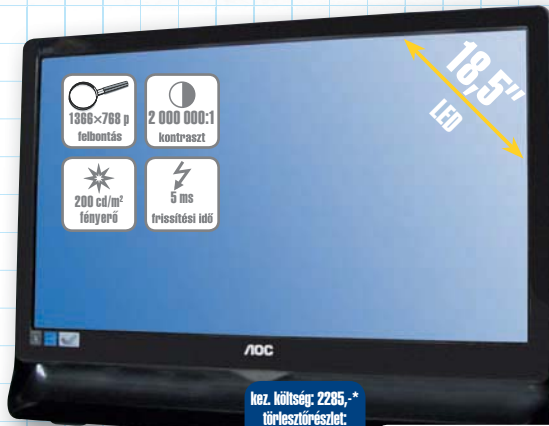 18,5"
LED
1366×768 p
felbontás
2 000 000:1
kontraszt
200 cd/m²
fényerő
5 ms
frissítési idő
AOC
kez. költség: 2285,-*
törlesztőrészlet: